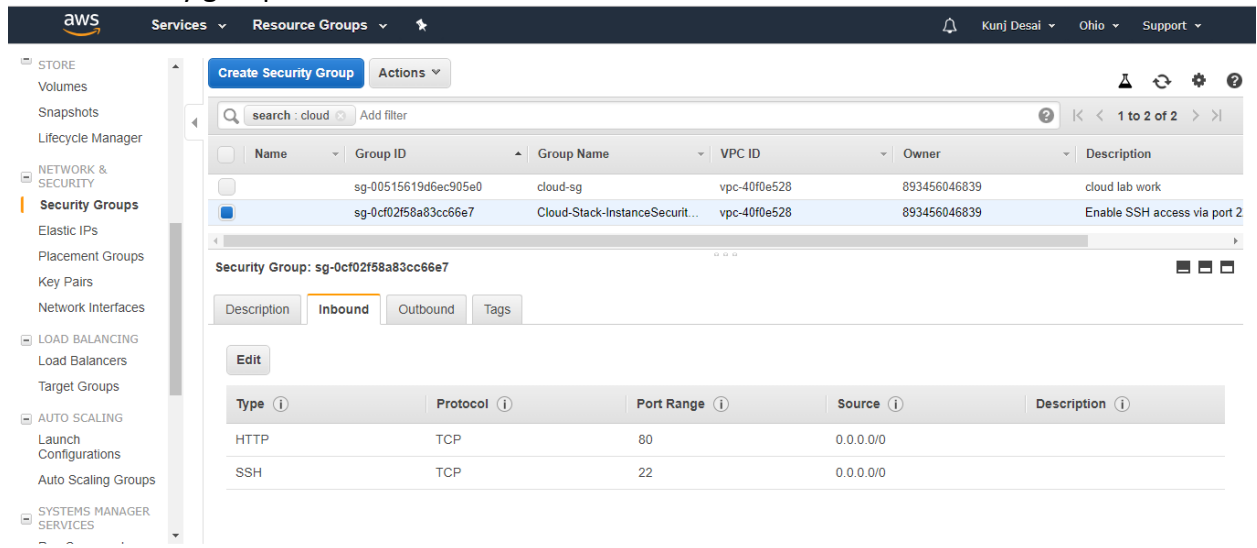 aws Services Resource Groups Kunj Desai Ohio Support
STORE
Volumes
Snapshots
Lifecycle Manager
NETWORK &
SECURITY
Security Groups
Elastic IPs
Placement Groups
Key Pairs
Network Interfaces
LOAD BALANCING
Load Balancers
Target Groups
AUTO SCALING
Launch
Configurations
Auto Scaling Groups
SYSTEMS MANAGER
SERVICES
Create Security Group Actions
search : cloud Add filter 1 to 2 of 2
Name Group ID Group Name VPC ID Owner Description
sg-00515619d6ec905e0 cloud-sg vpc-40f0e528 893456046839 cloud lab work
sg-0cf02f58a83cc66e7 Cloud-Stack-InstanceSecurit... vpc-40f0e528 893456046839 Enable SSH access via port 2
Security Group: sg-0cf02f58a83cc66e7
Description Inbound Outbound Tags
Edit
Type Protocol Port Range Source Description
HTTP TCP 80 0.0.0.0/0
SSH TCP 22 0.0.0.0/0